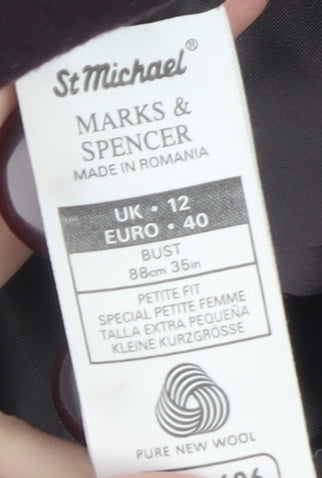 St Michael®
MARKS &
SPENCER
MADE IN ROMANIA
UK • 12
EURO • 40
BUST
88cm 35in
PETITE FIT
SPECIAL PETITE FEMME
TALLA EXTRA PEQUEÑA
KLEINE KURZGRÖSSE
PURE NEW WOOL